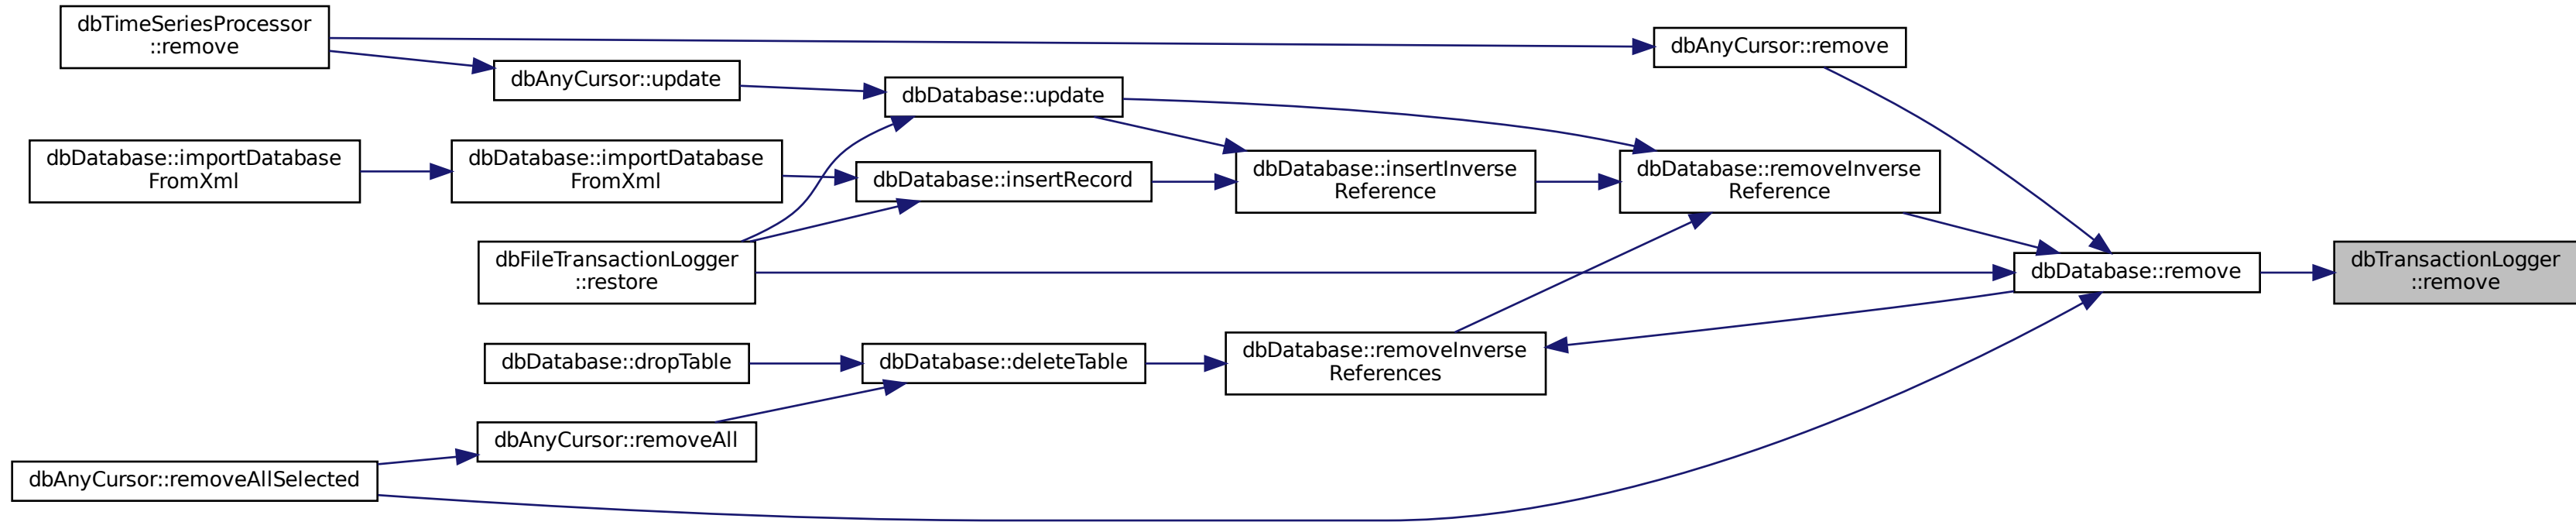 dbTimeSeriesProcessor
::remove
dbAnyCursor::remove
dbAnyCursor::update
dbDatabase::update
dbDatabase::importDatabase
FromXml
dbDatabase::importDatabase
FromXml
dbDatabase::insertRecord
dbDatabase::insertInverse
Reference
dbDatabase::removeInverse
Reference
dbFileTransactionLogger
::restore
dbDatabase::remove
dbTransactionLogger
::remove
dbDatabase::dropTable
dbDatabase::deleteTable
dbDatabase::removeInverse
References
dbAnyCursor::removeAll
dbAnyCursor::removeAllSelected